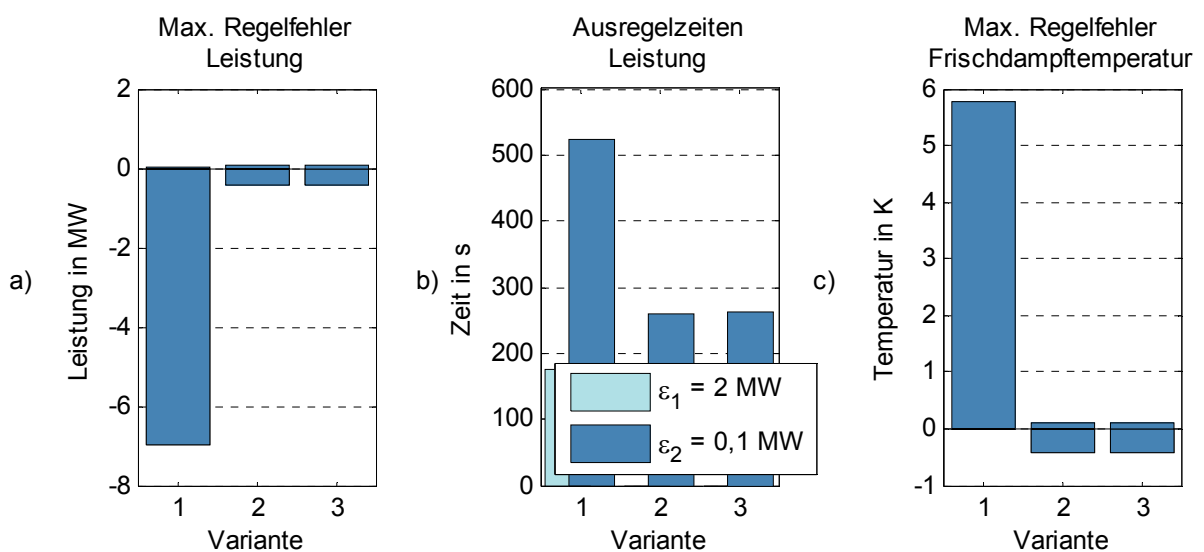 a)
Max. Regelfehler
Leistung
Leistung in MW
2
0
-2
-4
-6
-8
1 2 3
Variante
b)
Ausregelzeiten
Leistung
Zeit in s
600
500
400
300
200
100
0
ε1 = 2 MW
ε2 = 0,1 MW
1 2 3
Variante
c)
Max. Regelfehler
Frischdampftemperatur
Temperatur in K
6
5
4
3
2
1
0
-1
1 2 3
Variante